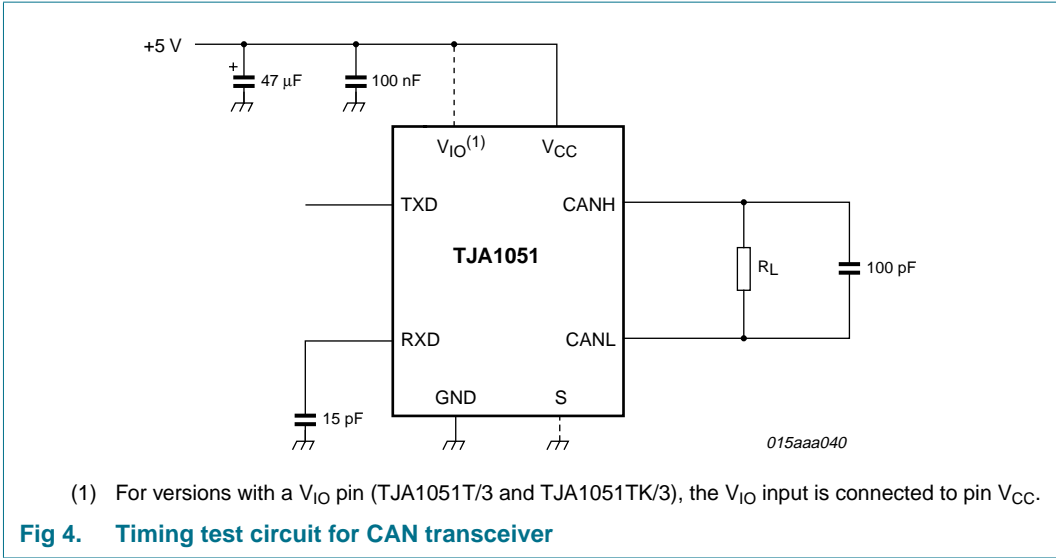 +5 V
+
47 μF
100 nF
VIO(1)
VCC
TXD
CANH
TJA1051
RL
100 pF
RXD
CANL
GND
S
15 pF
015aaa040
(1) For versions with a VIO pin (TJA1051T/3 and TJA1051TK/3), the VIO input is connected to pin VCC.
Fig 4. Timing test circuit for CAN transceiver